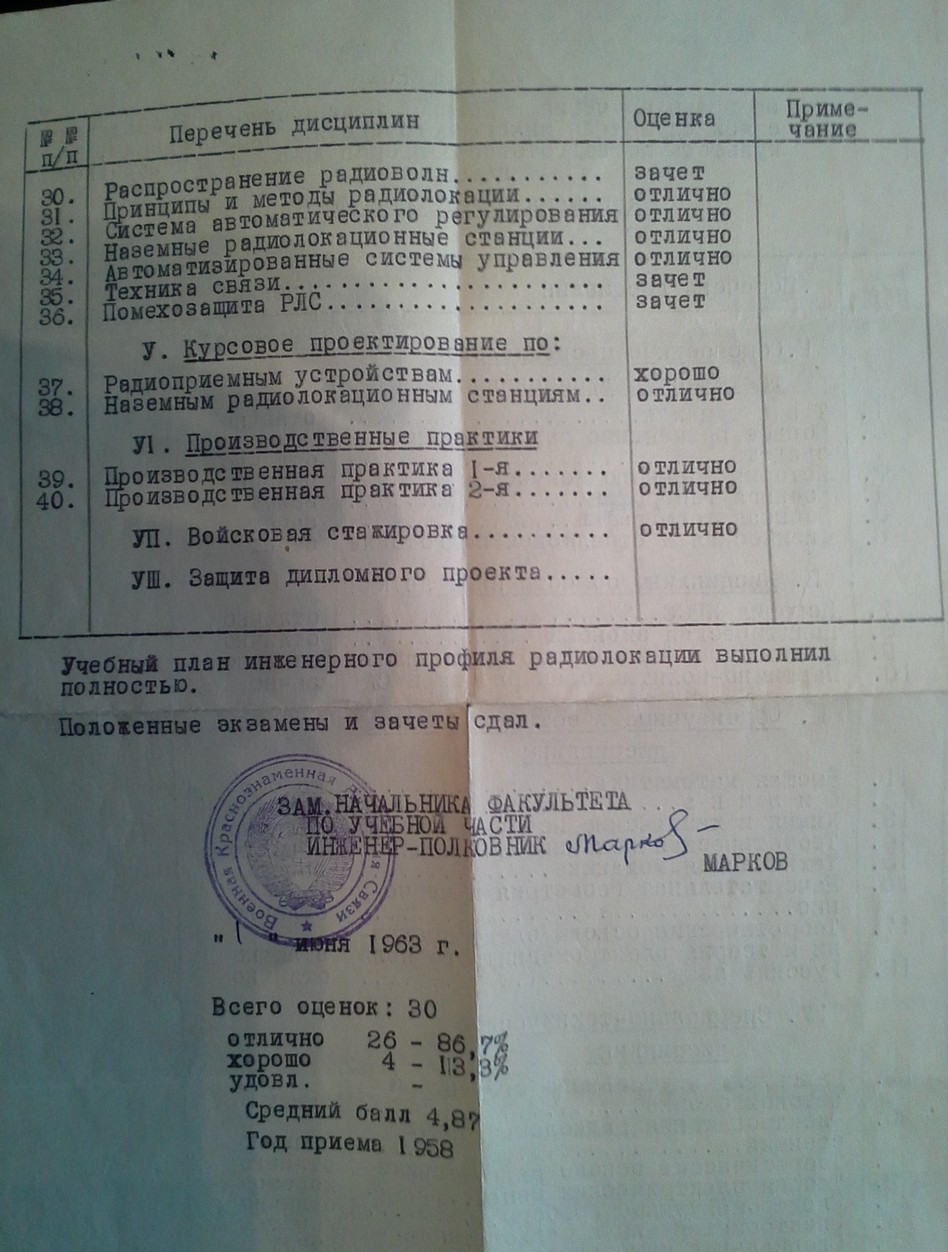 № № п/п Перечень дисциплин Оценка Приме-чание
30. Распространение радиоволн........... зачет
31. Принципы и методы радиолокации...... отлично
32. Система автоматического регулирования отлично
33. Наземные радиолокационные станции... отлично
34. Автоматизированные системы управления отлично
35. Техника связи....................... зачет
36. Помехозащита РЛС.................... зачет
У. Курсовое проектирование по:
37. Радиоприемным устройствам........... хорошо
38. Наземным радиолокационным станциям.. отлично
У1. Производственные практики
39. Производственная практика 1-я....... отлично
40. Производственная практика 2-я....... отлично
УП. Войсковая стажировка.......... отлично
УШ. Защита дипломного проекта.....
Учебный план инженерного профиля радиолокации выполнил
полностью.
Положенные экзамены и зачеты сдал.
Военная Краснознаменная Связи
ЗАМ.НАЧАЛЬНИКА ФАКУЛЬТЕТА
ПО УЧЕБНОЙ ЧАСТИ
ИНЖЕНЕР-ПОЛКОВНИК Марков
МАРКОВ
"1" июня 1963 г.
Всего оценок: 30
отлично 26 - 86,7%
хорошо 4 - 13,3%
удовл. -
Средний балл 4,87
Год приема 1958